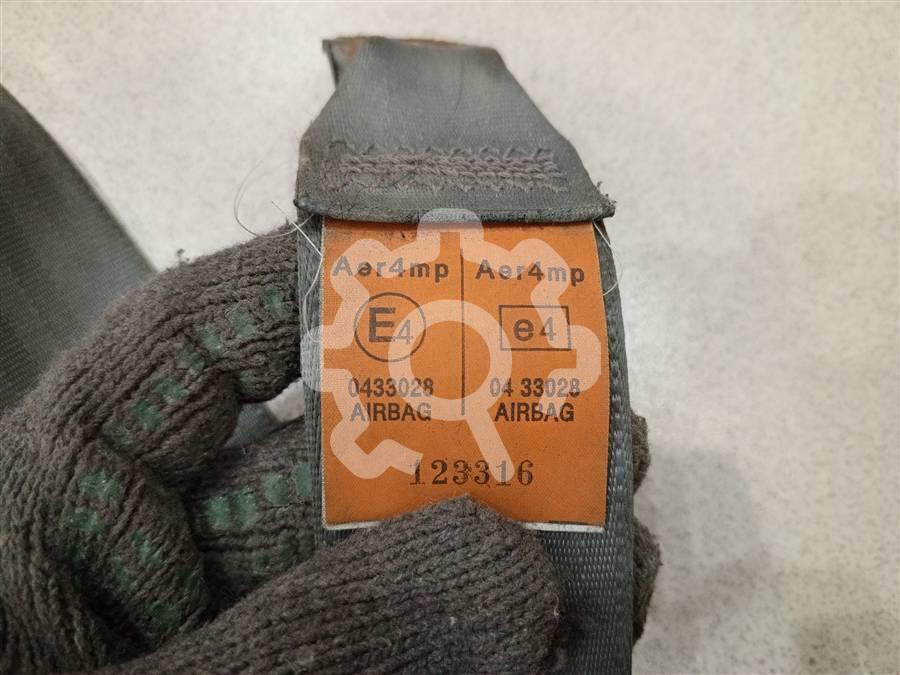 Aer4mp
E4
0433028
AIRBAG
Aer4mp
e4
04 33028
AIRBAG
123316